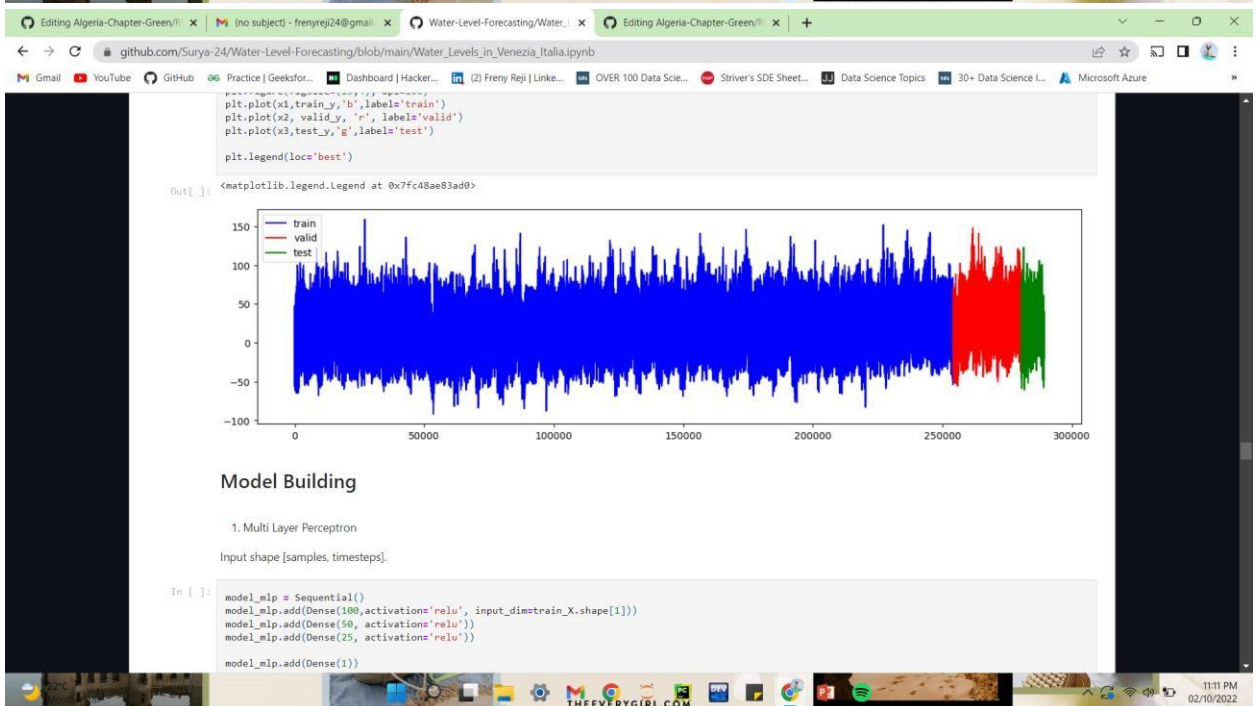 Editing Algeria-Chapter-Green/R
(no subject) - frenyreji24@gmail.
Water-Level-Forecasting/Water_L
Editing Algeria-Chapter-Green/R
github.com/Surya-24/Water-Level-Forecasting/blob/main/Water_Levels_in_Venezia_Italia.ipynb
Gmail YouTube GitHub Practice | Geeksfor... Dashboard | Hacker... (2) Freny Reji | Linke... OVER 100 Data Scie... Striver's SDE Sheet... Data Science Topics 30+ Data Science I... Microsoft Azure »
plt.plot(x1,train_y,'b',label='train')
plt.plot(x2, valid_y, 'r', label='valid')
plt.plot(x3,test_y,'g',label='test')
plt.legend(loc='best')
Out[ ]: <matplotlib.legend.Legend at 0x7fc48ae83ad0>
train
valid
test
150
100
50
0
−50
−100
0 50000 100000 150000 200000 250000 300000
Model Building
1. Multi Layer Perceptron
Input shape [samples, timesteps].
In [ ]: model_mlp = Sequential()
model_mlp.add(Dense(100,activation='relu', input_dim=train_X.shape[1]))
model_mlp.add(Dense(50, activation='relu'))
model_mlp.add(Dense(25, activation='relu'))
model_mlp.add(Dense(1))
22°C
THEEVERYGIRL.COM
11:11 PM
02/10/2022